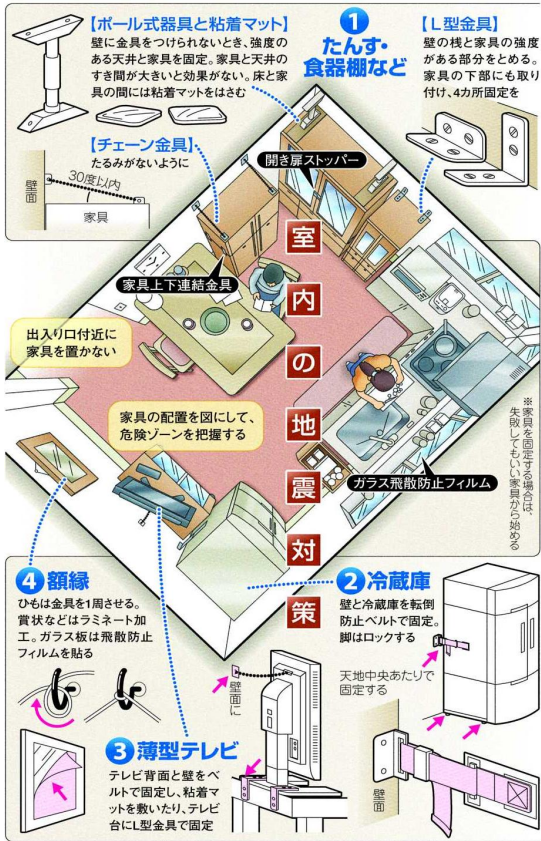 【ポール式器具と粘着マット】
壁に金具をつけられないとき、強度の
ある天井と家具を固定。家具と天井の
すき間が大きいと効果がない。床と家
具の間には粘着マットをはさむ
1
たんす・
食器棚など
【L型金具】
壁の桟と家具の強度
がある部分をとめる。
家具の下部にも取り
付け、4カ所固定を
【チェーン金具】
たるみがないように
壁面
30度以内
家具
開き扉ストッパー
家具上下連結金具
室内の地震対策
出入り口付近に
家具を置かない
家具の配置を図にして、
危険ゾーンを把握する
ガラス飛散防止フィルム
※家具を固定する場合は、
失敗してもいい家具から始める
4 額縁
ひもは金具を1周させる。
賞状などはラミネート加
工。ガラス板は飛散防止
フィルムを貼る
2 冷蔵庫
壁と冷蔵庫を転倒
防止ベルトで固定。
脚はロックする
天地中央あたりで
固定する
壁面
壁面に
3 薄型テレビ
テレビ背面と壁をベ
ルトで固定し、粘着マ
ットを敷いたり、テレビ
台にL型金具で固定